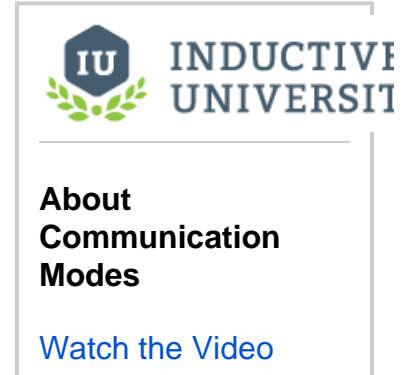 IU
INDUCTIVE
UNIVERSIT
About
Communication
Modes
Watch the Video